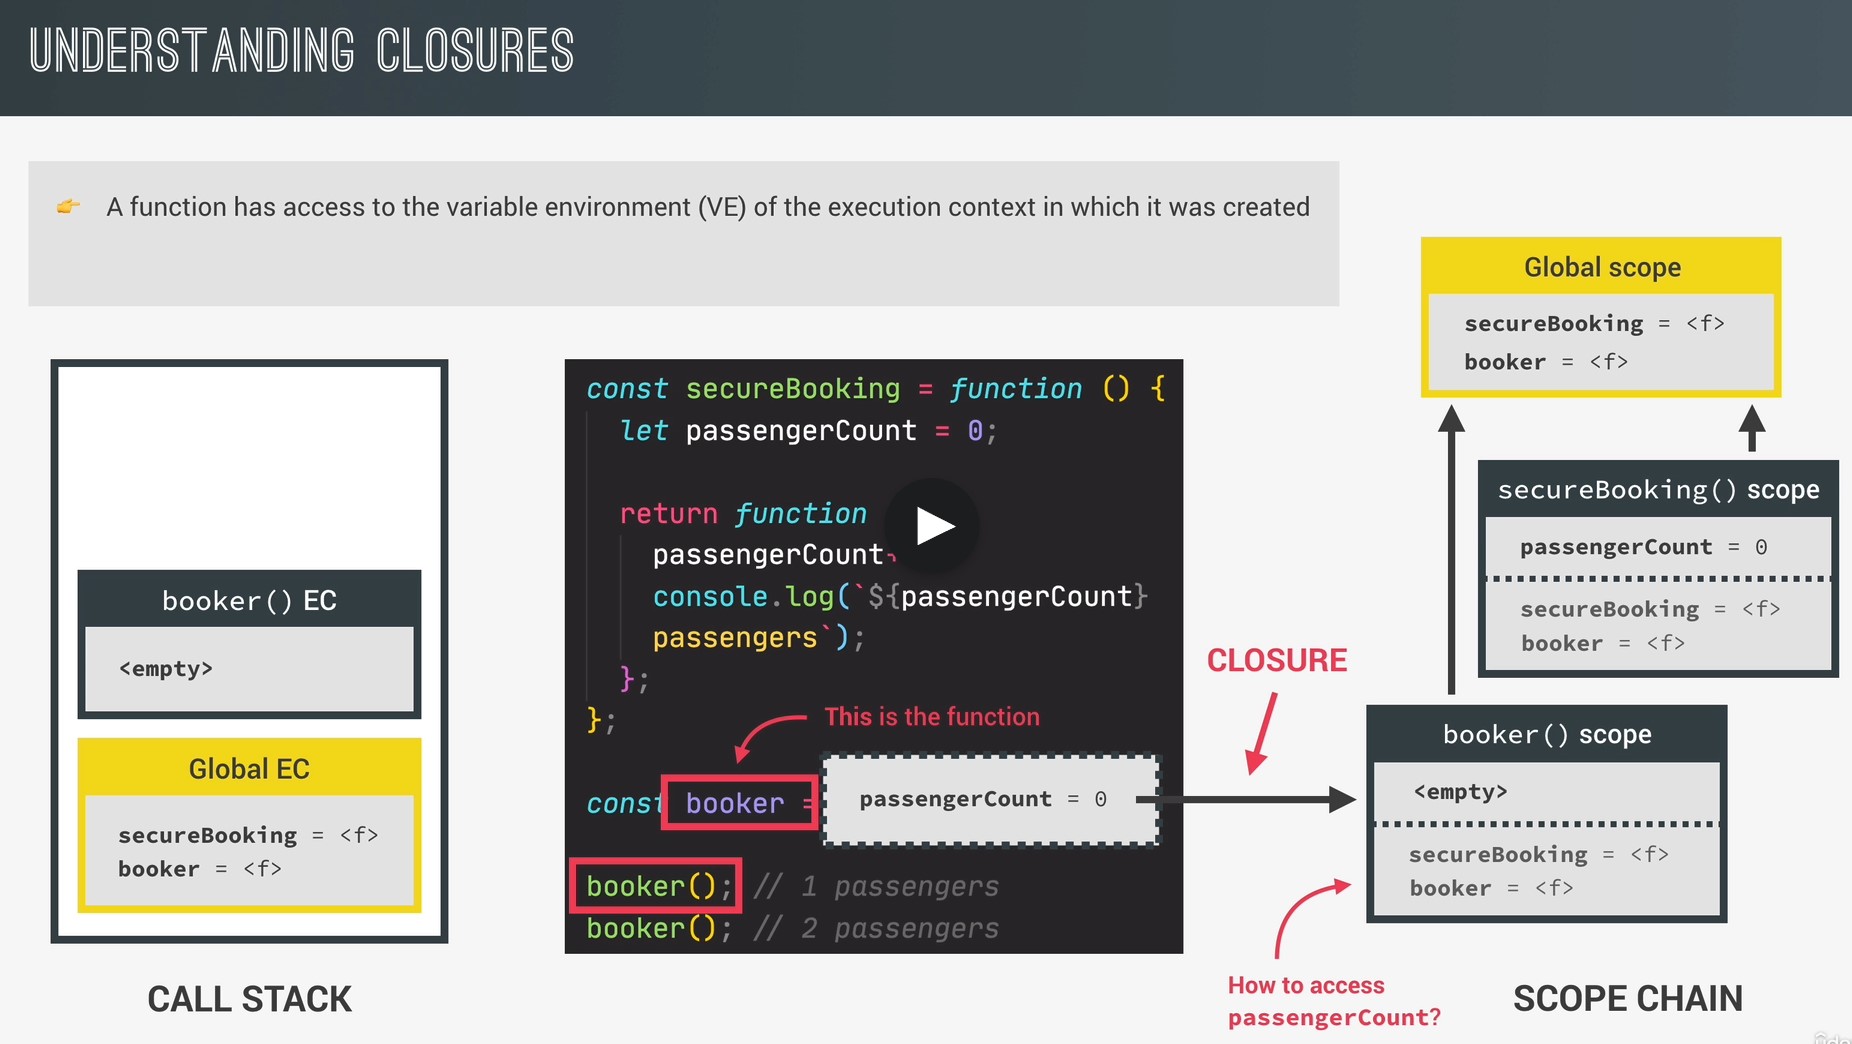 UNDERSTANDING CLOSURES
👉 A function has access to the variable environment (VE) of the execution context in which it was created
booker() EC
<empty>
Global EC
secureBooking = <f>
booker = <f>
CALL STACK
const secureBooking = function () {
let passengerCount = 0;
return function
passengerCount
console.log(`${passengerCount}
passengers`);
};
};
This is the function
const booker =
passengerCount = 0
booker(); // 1 passengers
booker(); // 2 passengers
CLOSURE
Global scope
secureBooking = <f>
booker = <f>
secureBooking() scope
passengerCount = 0
secureBooking = <f>
booker = <f>
booker() scope
<empty>
secureBooking = <f>
booker = <f>
How to access
passengerCount?
SCOPE CHAIN